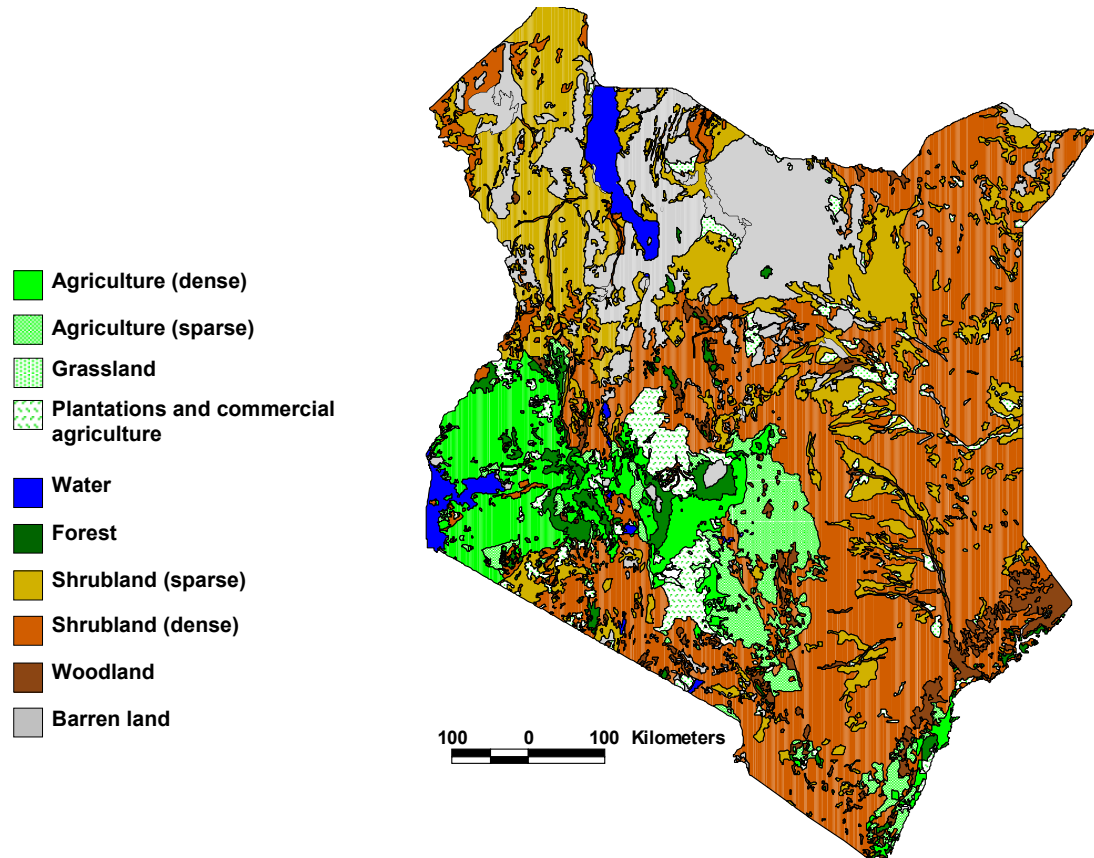 Agriculture (dense)
Agriculture (sparse)
Grassland
Plantations and commercial
agriculture
Water
Forest
Shrubland (sparse)
Shrubland (dense)
Woodland
Barren land
100 0 100 Kilometers